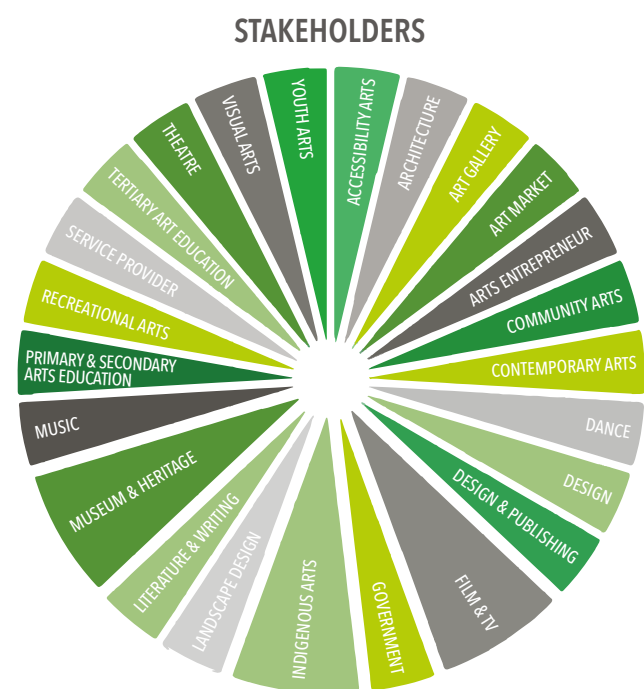 STAKEHOLDERS
ACCESSIBILITY ARTS
ARCHITECTURE
ART GALLERY
ART MARKET
ARTS ENTREPRENEUR
COMMUNITY ARTS
CONTEMPORARY ARTS
DANCE
DESIGN
DESIGN & PUBLISHING
FILM & TV
GOVERNMENT
INDIGENOUS ARTS
LANDSCAPE DESIGN
LITERATURE & WRITING
MUSEUM & HERITAGE
MUSIC
PRIMARY & SECONDARY
ARTS EDUCATION
RECREATIONAL ARTS
SERVICE PROVIDER
TERTIARY ART EDUCATION
THEATRE
VISUAL ARTS
YOUTH ARTS